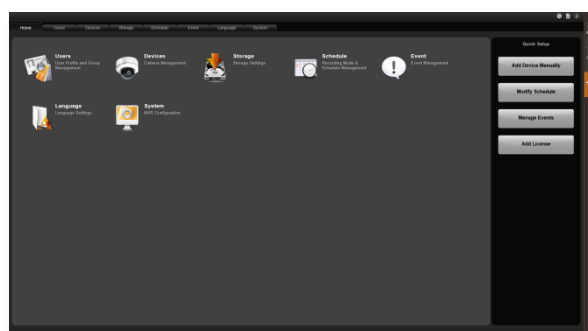 Home Users Devices Storage Schedule Event Language System
Quick Setup
Users
User Profile and Group
Management
Devices
Camera Management
Storage
Storage Settings
Schedule
Recording Mode &
Schedule Management
Event
Event Management
Language
Language Settings
System
NVR Configuration
Add Device Manually
Modify Schedule
Manage Events
Add License